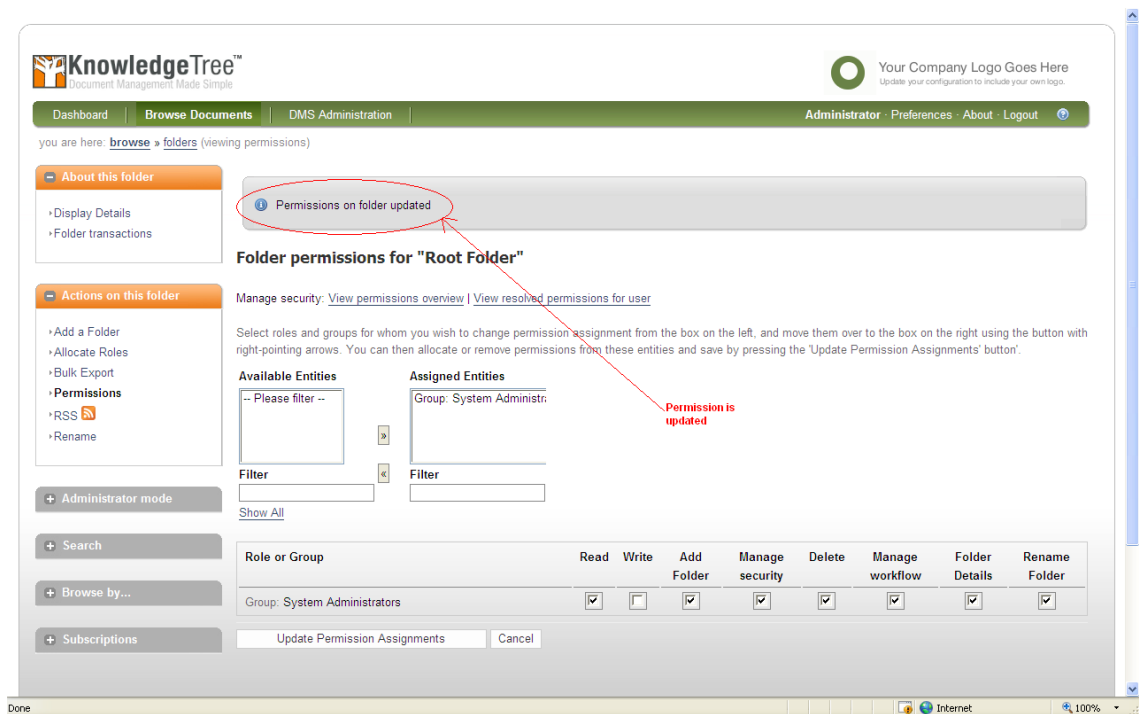 KnowledgeTree™
Document Management Made Simple
Your Company Logo Goes Here
Update your configuration to include your own logo.
Dashboard Browse Documents DMS Administration Administrator · Preferences · About · Logout ?
you are here: browse » folders (viewing permissions)
About this folder
Display Details
Folder transactions
Permissions on folder updated
Folder permissions for "Root Folder"
Actions on this folder
Add a Folder
Allocate Roles
Bulk Export
Permissions
RSS
Rename
Manage security: View permissions overview | View resolved permissions for user
Select roles and groups for whom you wish to change permission assignment from the box on the left, and move them over to the box on the right using the button with
right-pointing arrows. You can then allocate or remove permissions from these entities and save by pressing the 'Update Permission Assignments' button'.
Available Entities Assigned Entities
-- Please filter -- Group: System Administra
»
«
Filter Filter
Show All
Permission is
updated
Administrator mode
Search
Browse by...
Subscriptions
Role or Group Read Write Add Folder Manage security Delete Manage workflow Folder Details Rename Folder
Group: System Administrators
Update Permission Assignments Cancel
Done Internet 100%